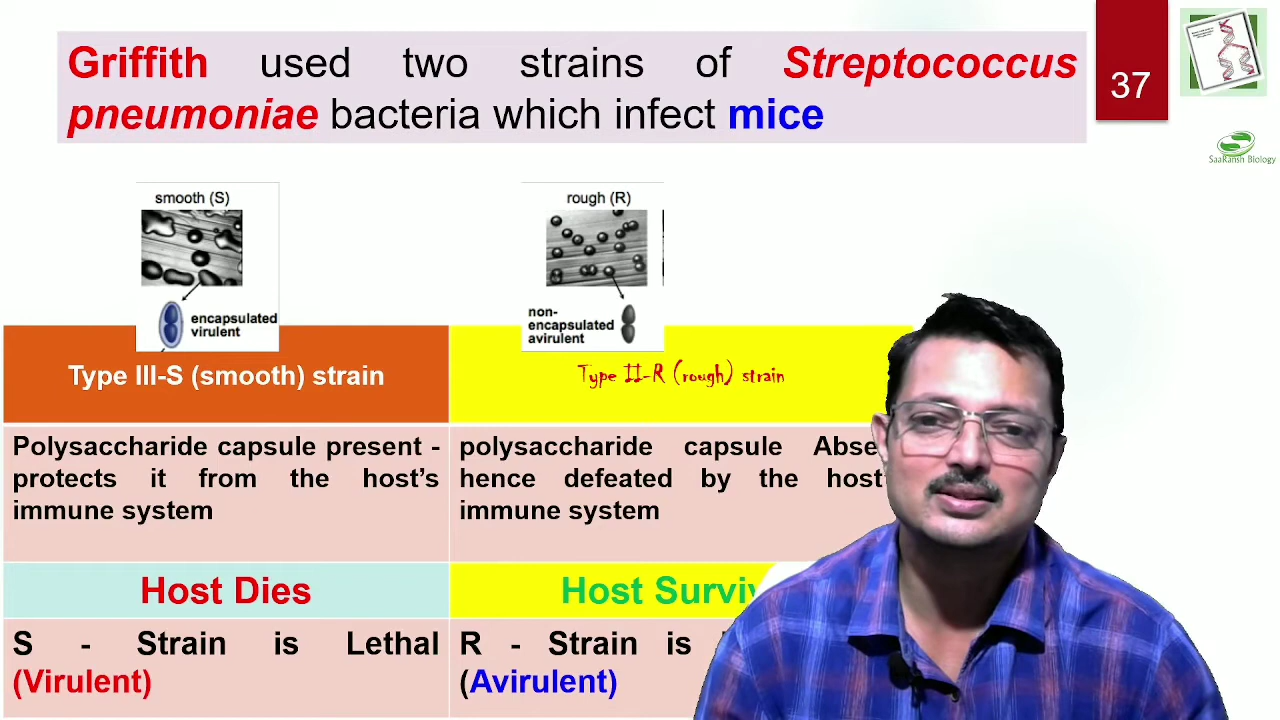 Griffith used two strains of Streptococcus
pneumoniae bacteria which infect mice
37
SaaRansh Biology
smooth (S)
encapsulated
virulent
rough (R)
non-
encapsulated
avirulent
Type III-S (smooth) strain
Type II-R (rough) strain
Polysaccharide capsule present -
protects it from the host’s
immune system
polysaccharide capsule
hence defeated by the host
immune system
Host Dies
Host
S - Strain is Lethal
(Virulent)
R - Strain is
(Avirulent)